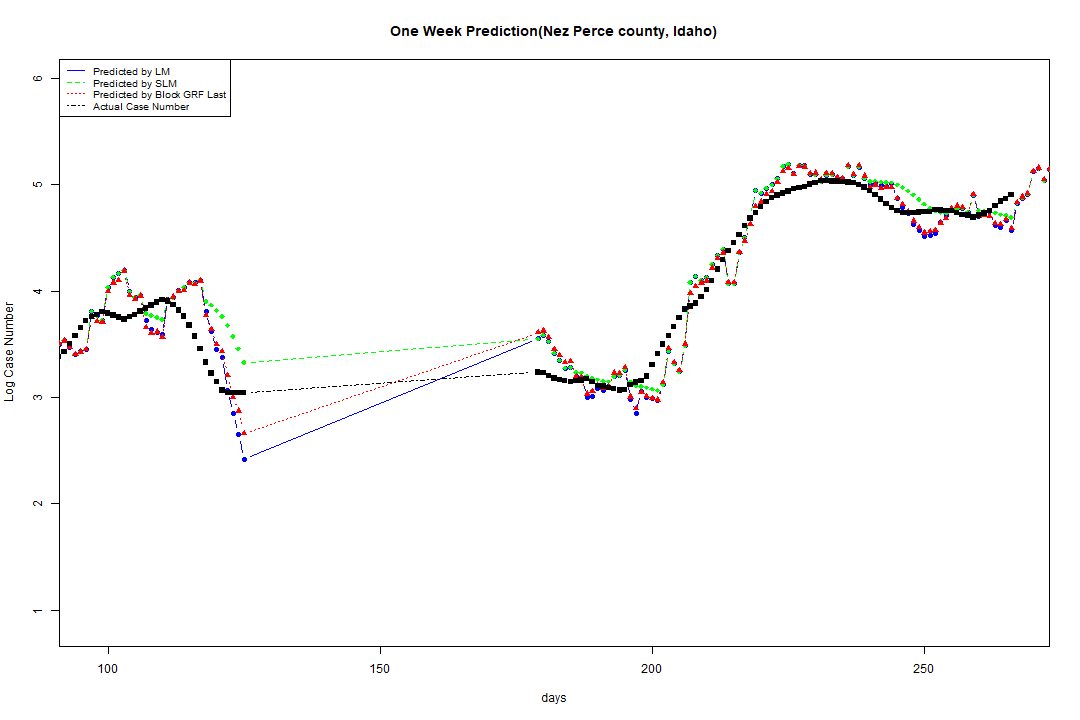 One Week Prediction(Nez Perce county, Idaho)
Predicted by LM
Predicted by SLM
Predicted by Block GRF Last
Actual Case Number
6
5
4
3
2
1
Log Case Number
100 150 200 250
days